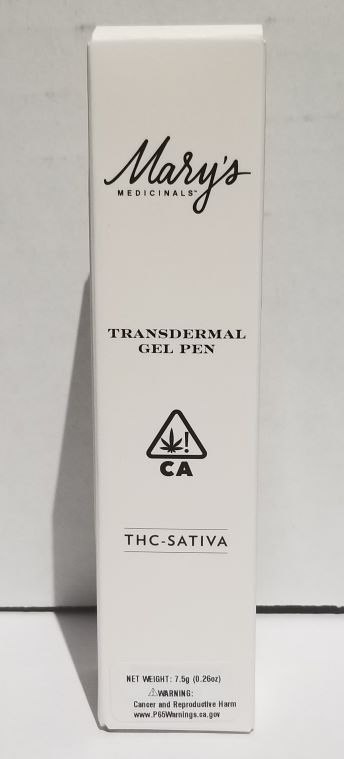 Mary's
MEDICINALS™
TRANSDERMAL
GEL PEN
!
CA
THC-SATIVA
NET WEIGHT: 7.5g (0.26oz)
⚠WARNING:
Cancer and Reproductive Harm
www.P65Warnings.ca.gov